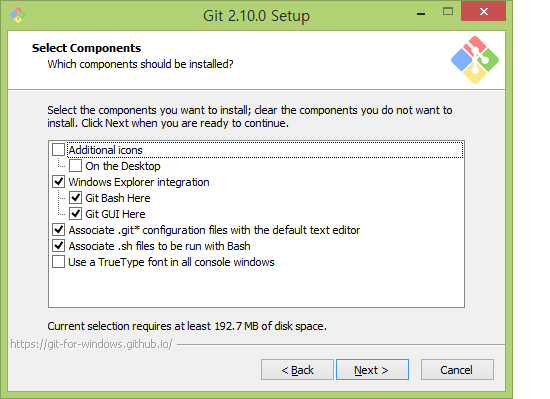 Git 2.10.0 Setup
Select Components
Which components should be installed?
Select the components you want to install; clear the components you do not want to
install. Click Next when you are ready to continue.
Additional icons
On the Desktop
Windows Explorer integration
Git Bash Here
Git GUI Here
Associate .git* configuration files with the default text editor
Associate .sh files to be run with Bash
Use a TrueType font in all console windows
Current selection requires at least 192.7 MB of disk space.
https://git-for-windows.github.io/
< Back
Next >
Cancel